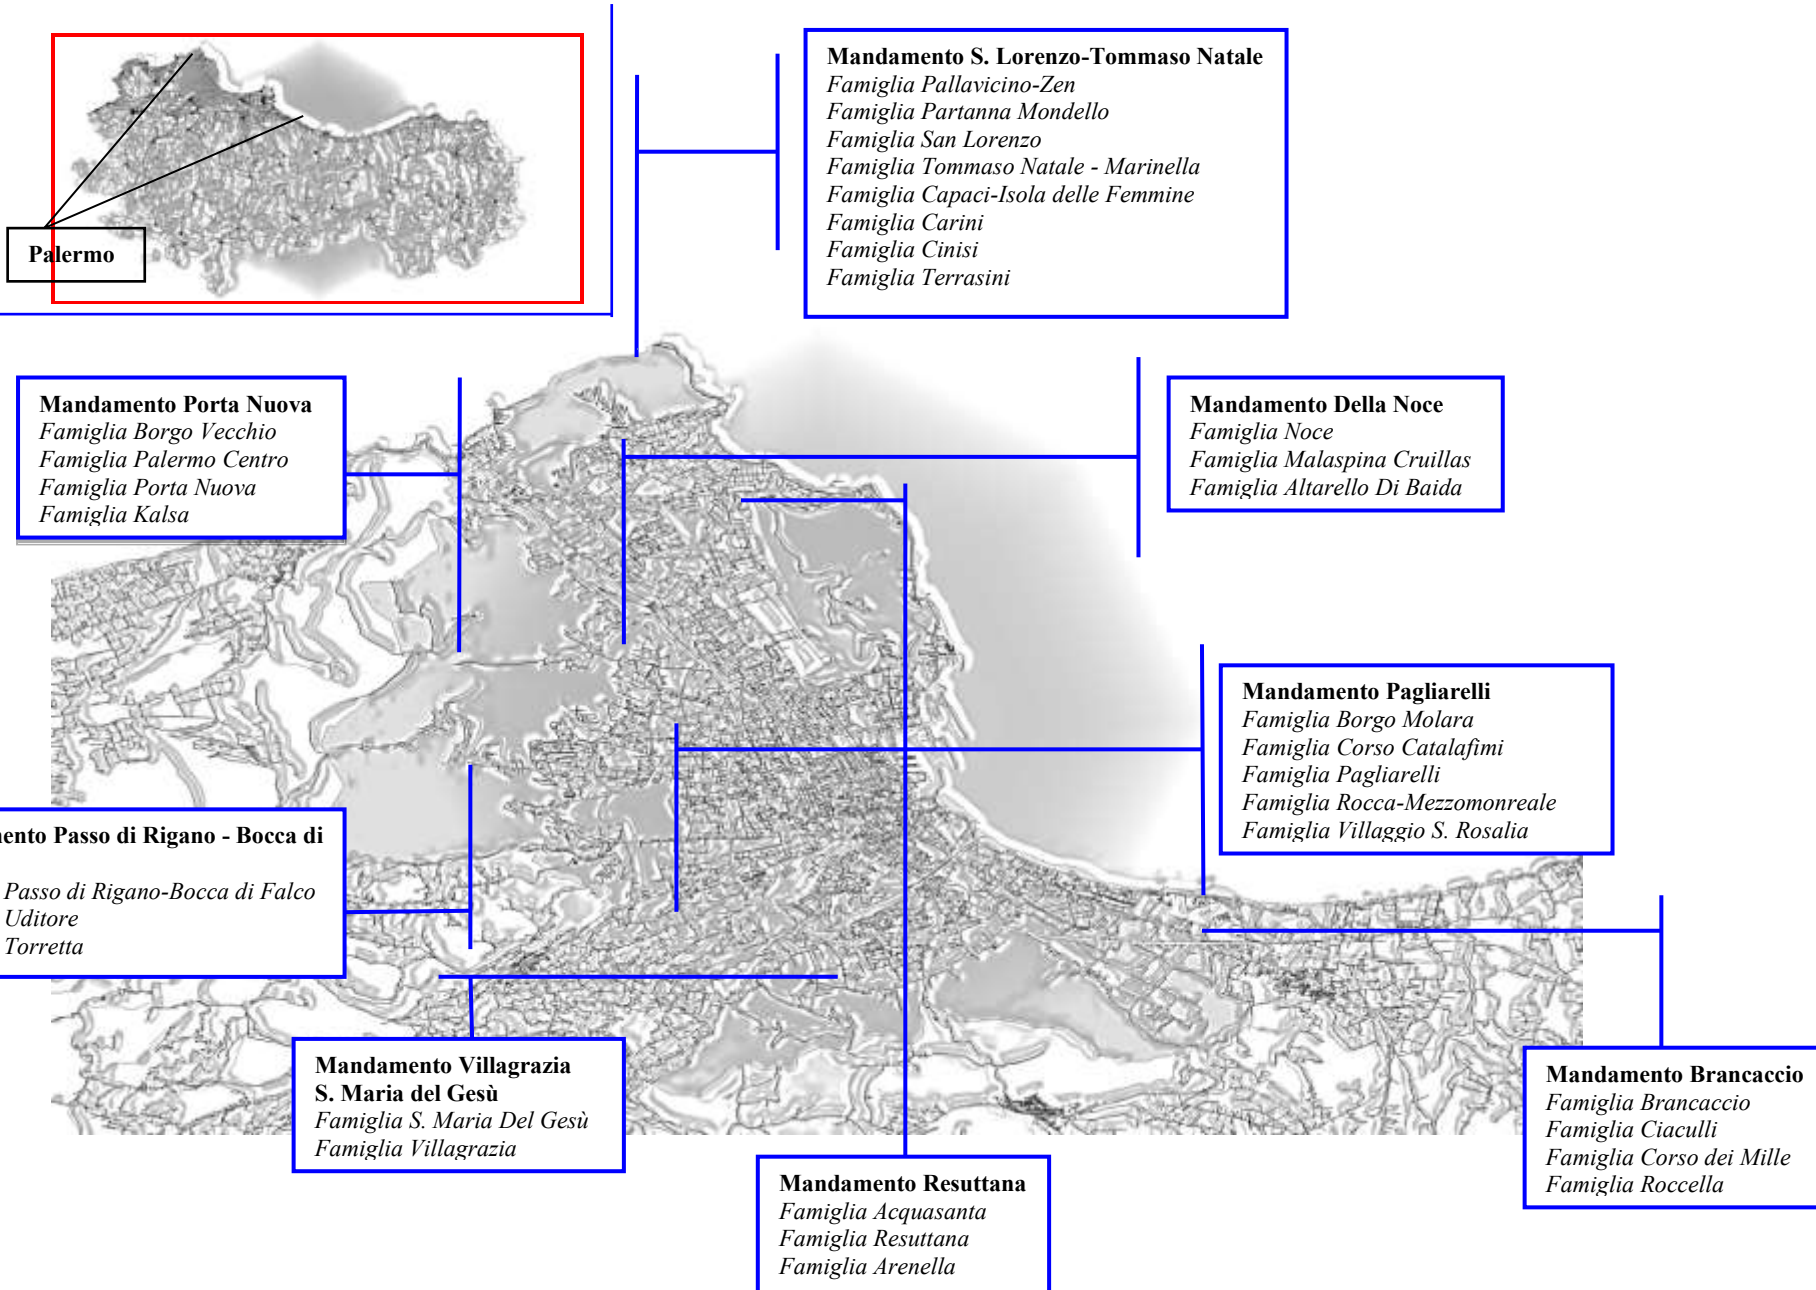 Palermo
Mandamento S. Lorenzo-Tommaso Natale
Famiglia Pallavicino-Zen
Famiglia Partanna Mondello
Famiglia San Lorenzo
Famiglia Tommaso Natale - Marinella
Famiglia Capaci-Isola delle Femmine
Famiglia Carini
Famiglia Cinisi
Famiglia Terrasini
Mandamento Porta Nuova
Famiglia Borgo Vecchio
Famiglia Palermo Centro
Famiglia Porta Nuova
Famiglia Kalsa
Mandamento Della Noce
Famiglia Noce
Famiglia Malaspina Cruillas
Famiglia Altarello Di Baida
Mandamento Pagliarelli
Famiglia Borgo Molara
Famiglia Corso Catalafimi
Famiglia Pagliarelli
Famiglia Rocca-Mezzomonreale
Famiglia Villaggio S. Rosalia
ento Passo di Rigano - Bocca di
Passo di Rigano-Bocca di Falco
Uditore
Torretta
Mandamento Villagrazia
S. Maria del Gesù
Famiglia S. Maria Del Gesù
Famiglia Villagrazia
Mandamento Resuttana
Famiglia Acquasanta
Famiglia Resuttana
Famiglia Arenella
Mandamento Brancaccio
Famiglia Brancaccio
Famiglia Ciaculli
Famiglia Corso dei Mille
Famiglia Roccella